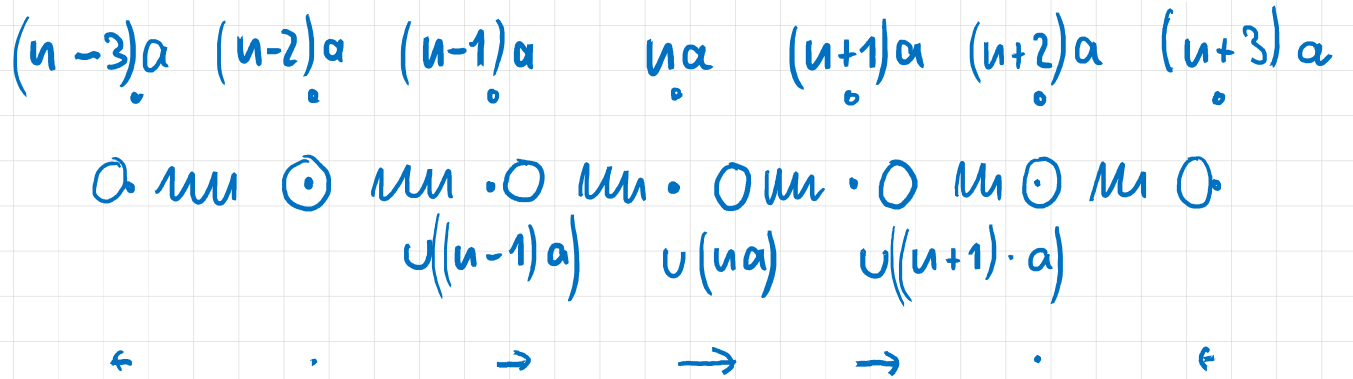 (n-3)a (n-2)a (n-1)a na (n+1)a (n+2)a (n+3)a
u((n-1)a) u(na) u((n+1)·a)